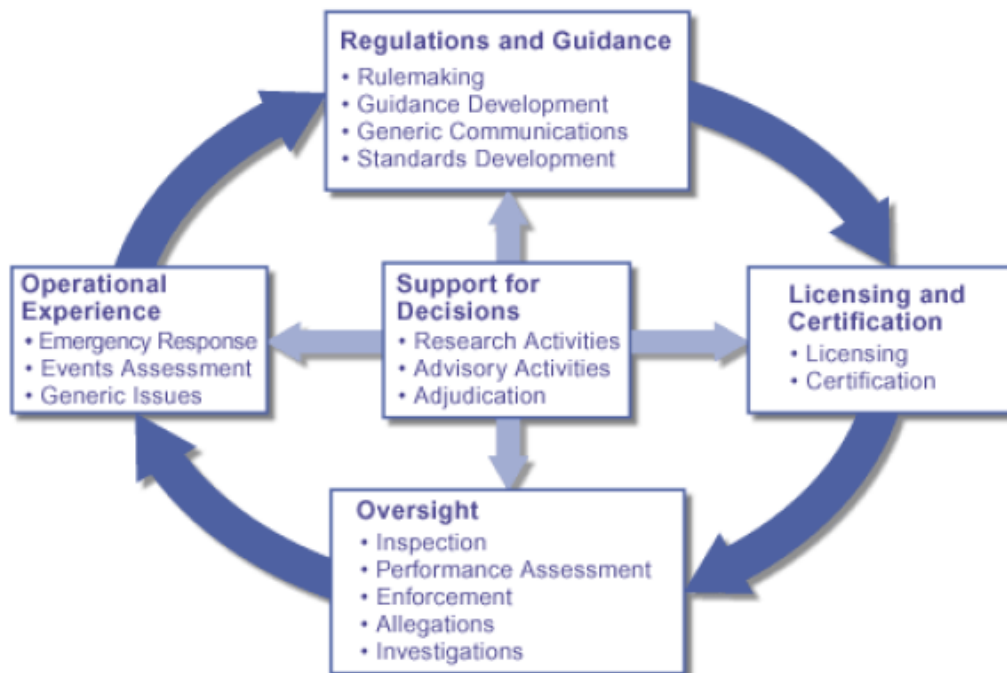 Regulations and Guidance
• Rulemaking
• Guidance Development
• Generic Communications
• Standards Development
Operational
Experience
• Emergency Response
• Events Assessment
• Generic Issues
Support for
Decisions
• Research Activities
• Advisory Activities
• Adjudication
Licensing and
Certification
• Licensing
• Certification
Oversight
• Inspection
• Performance Assessment
• Enforcement
• Allegations
• Investigations